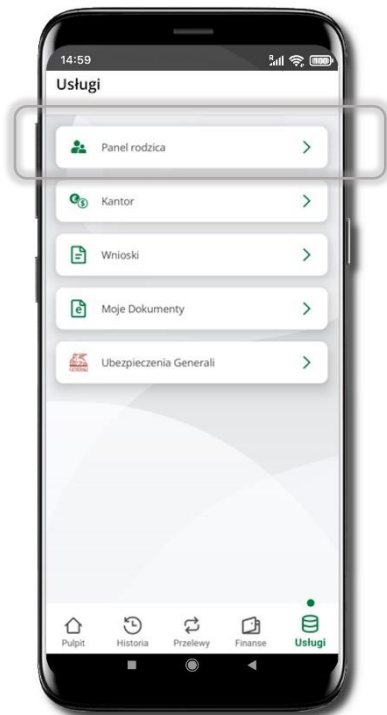 14:59
Usługi
Panel rodzica
Kantor
Wnioski
Moje Dokumenty
Ubezpieczenia Generali
Pulpit Historia Przelewy Finanse Usługi